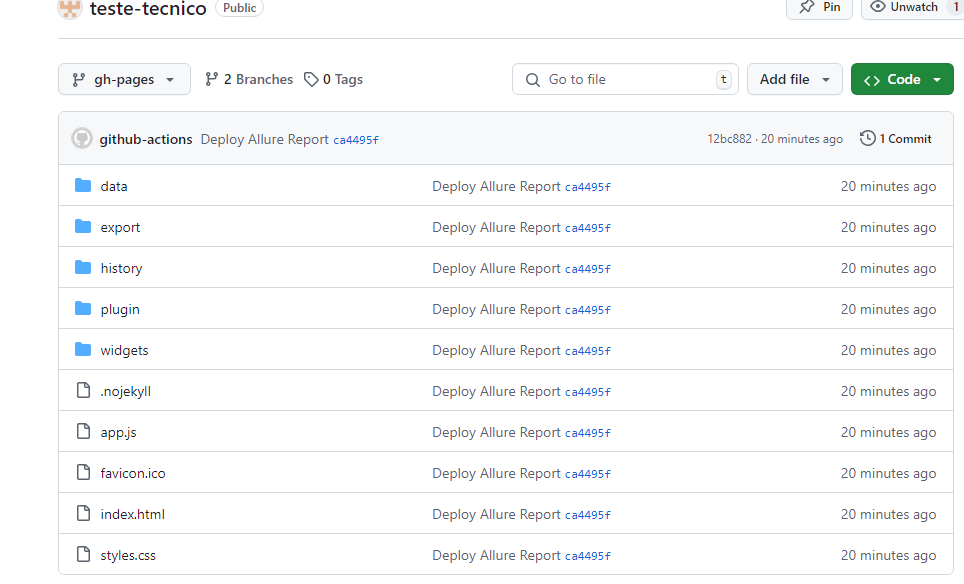 teste-tecnico Public Pin Unwatch 1
gh-pages 2 Branches 0 Tags Go to file t Add file Code
github-actions Deploy Allure Report ca4495f 12bc882 · 20 minutes ago 1 Commit
data Deploy Allure Report ca4495f 20 minutes ago
export Deploy Allure Report ca4495f 20 minutes ago
history Deploy Allure Report ca4495f 20 minutes ago
plugin Deploy Allure Report ca4495f 20 minutes ago
widgets Deploy Allure Report ca4495f 20 minutes ago
.nojekyll Deploy Allure Report ca4495f 20 minutes ago
app.js Deploy Allure Report ca4495f 20 minutes ago
favicon.ico Deploy Allure Report ca4495f 20 minutes ago
index.html Deploy Allure Report ca4495f 20 minutes ago
styles.css Deploy Allure Report ca4495f 20 minutes ago